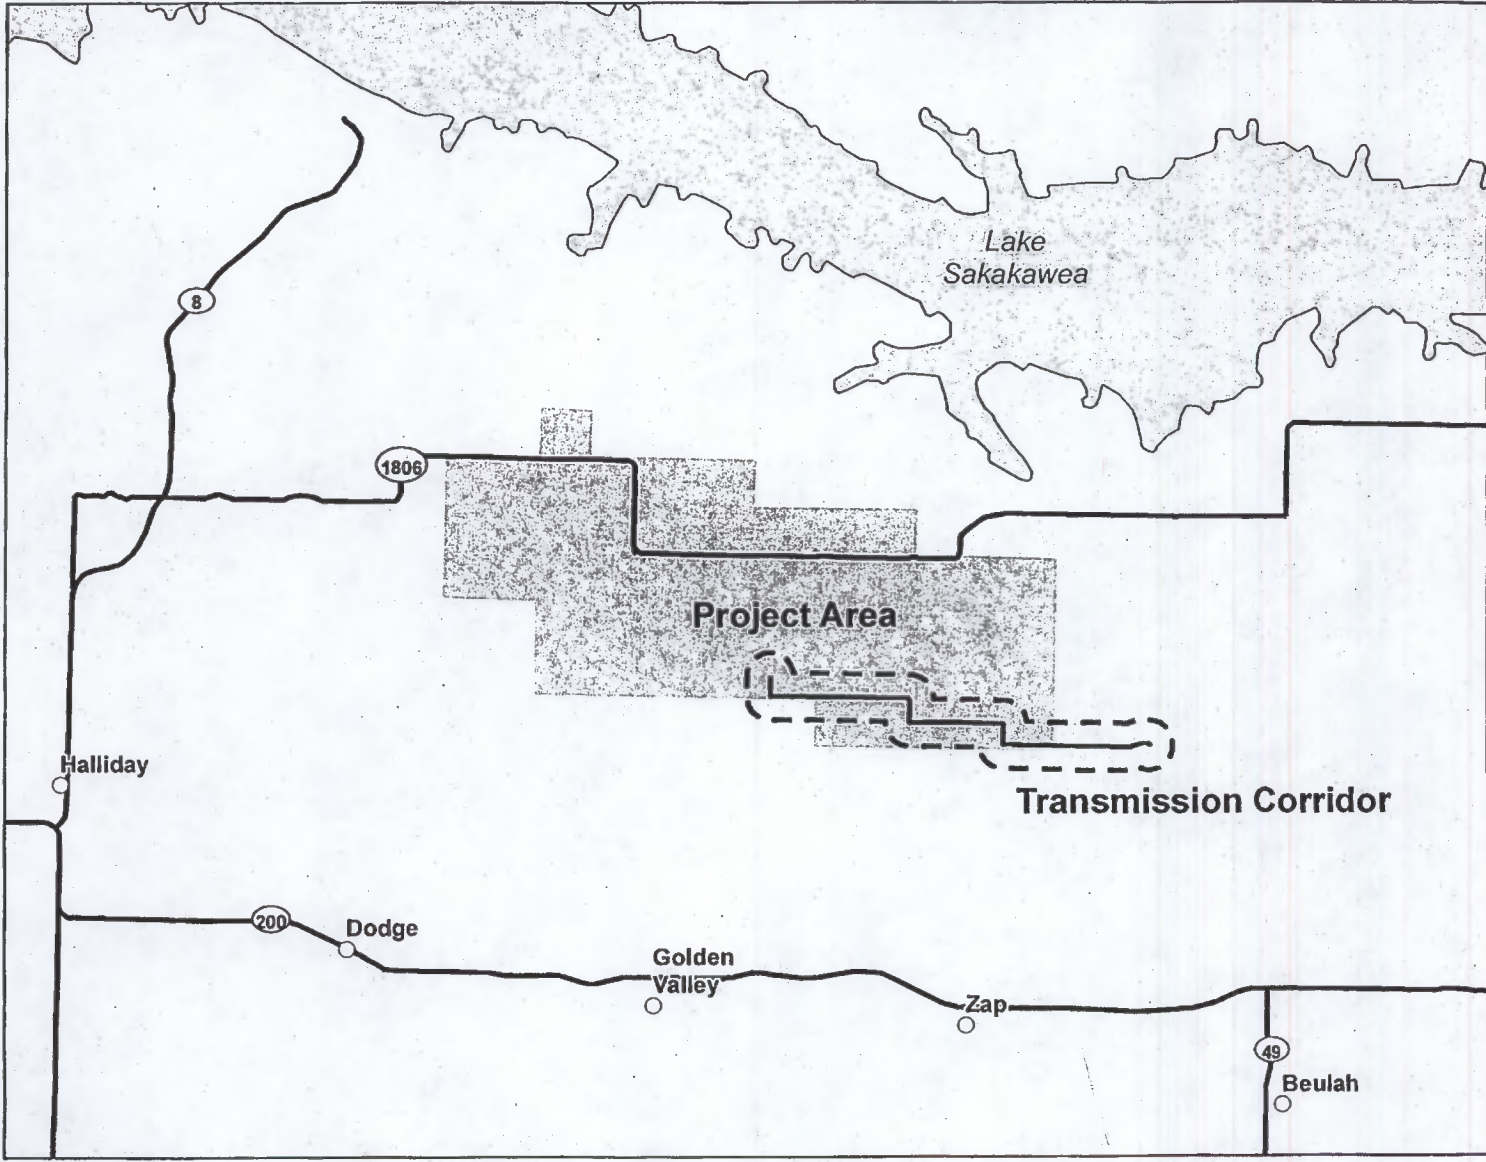 Lake
Sakakawea
8
1806
Project Area
Halliday
Transmission Corridor
200
Dodge
Golden
Valley
Zap
49
Beulah